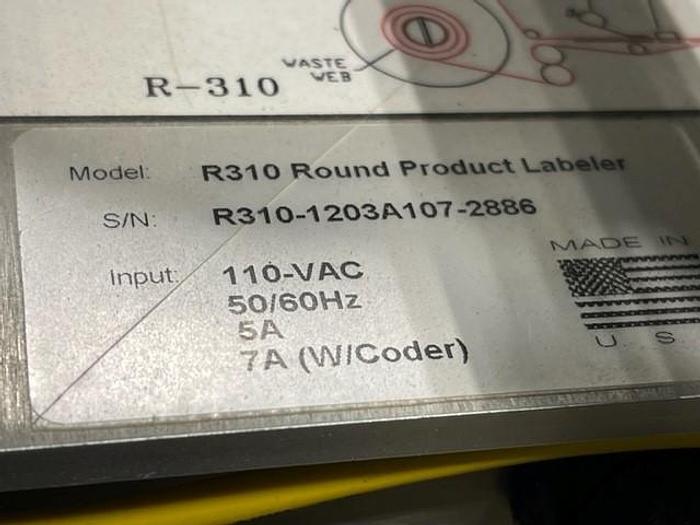 WASTE
WEB
R-310
Model: R310 Round Product Labeler
S/N: R310-1203A107-2886
MADE IN
Input: 110-VAC
50/60Hz
5A
7A (W/Coder)
U. S